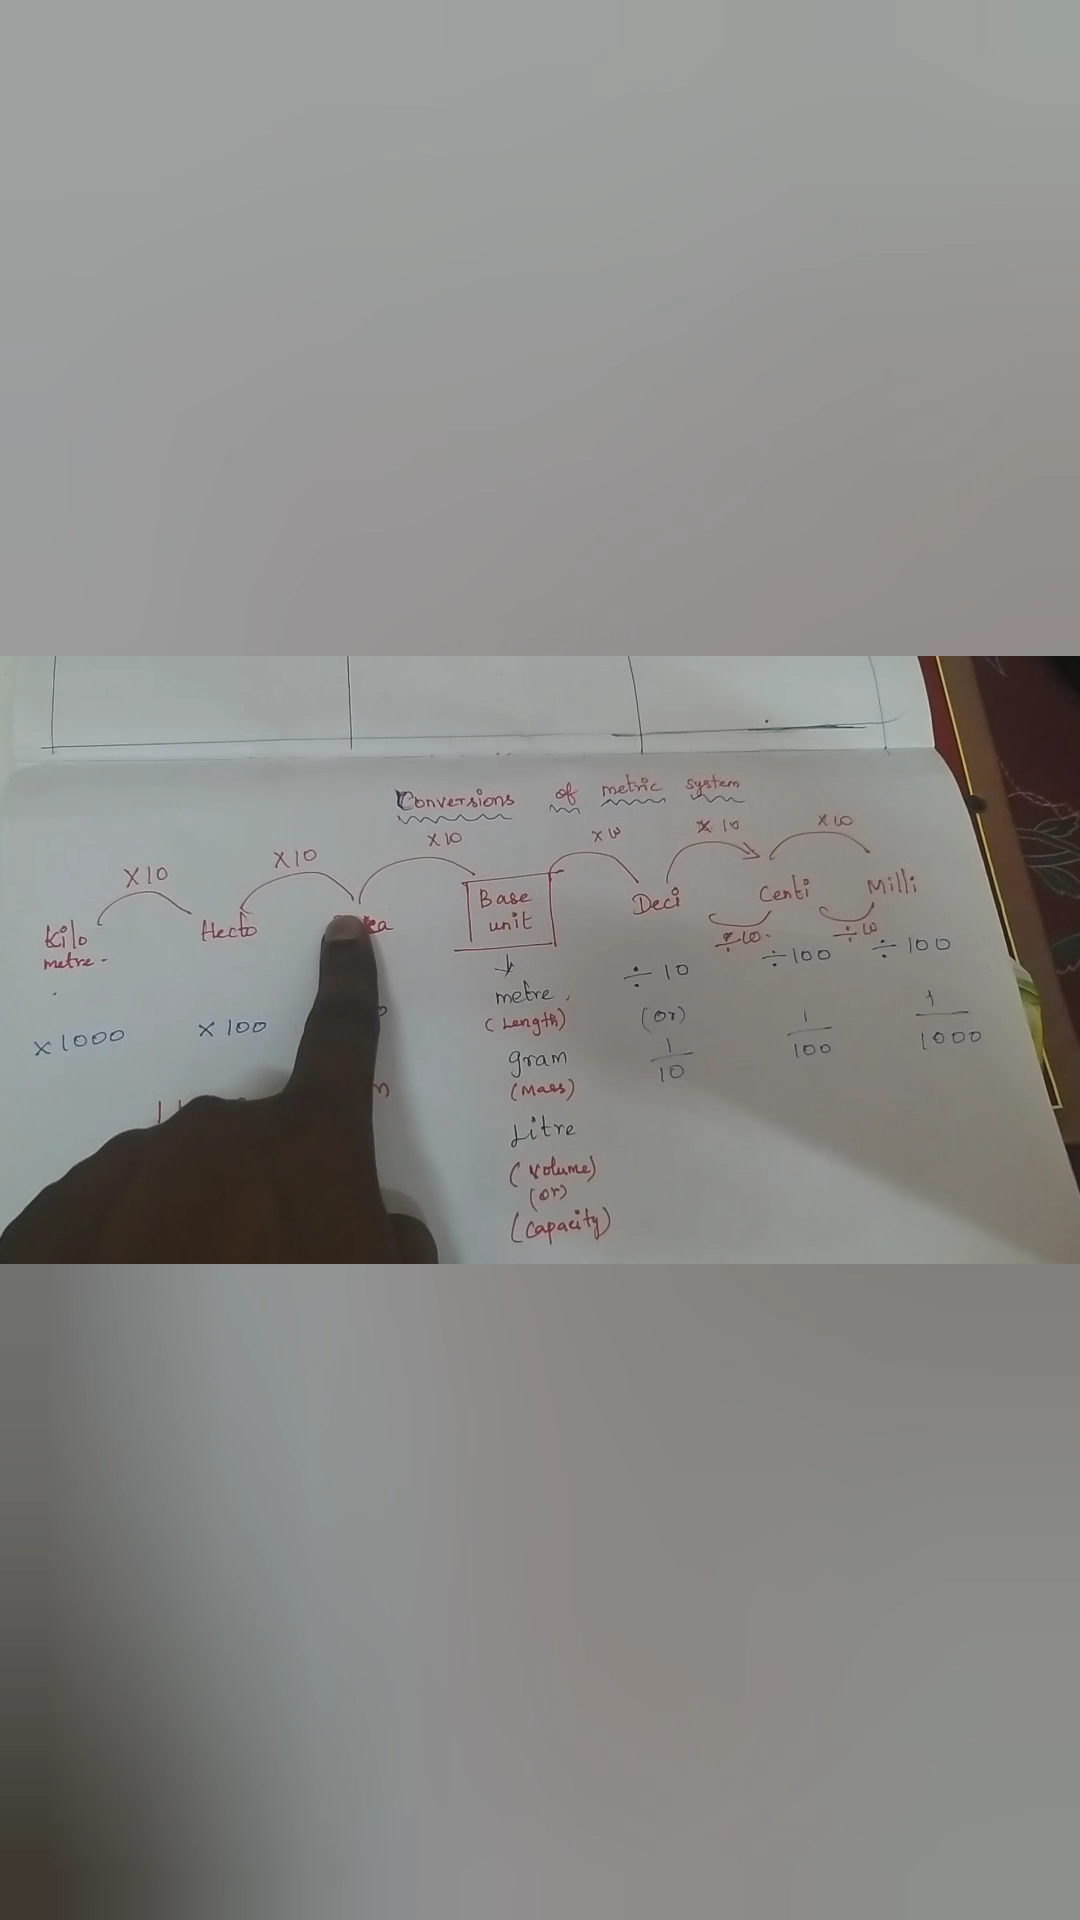 Conversions of metric system
X10 X10 X10 X10 X10 X10
Kilo Hecto Base Deci Centi Milli
metre. unit
÷10. ÷10
÷10 ÷100 ÷100
metre,
(Length)
X1000 X100 (or) 1/100 1/1000
gram 1/10
(Mass)
Litre
(Volume)
(or)
(Capacity)